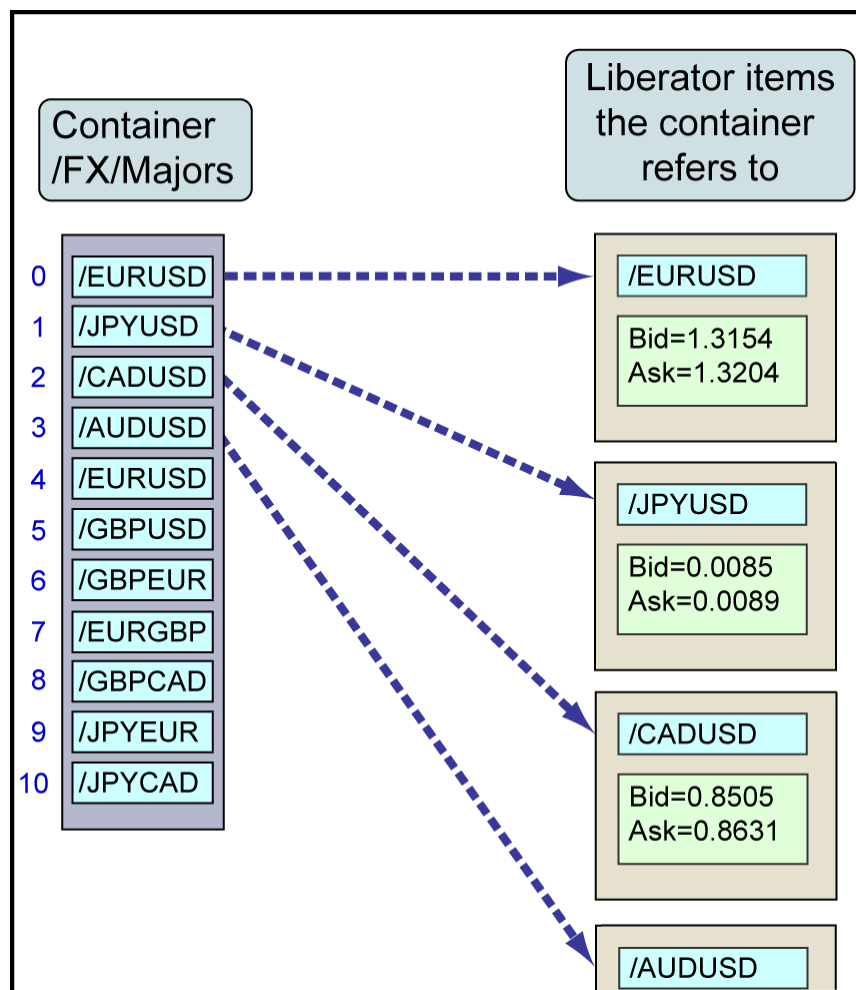 Container
/FX/Majors
Liberator items
the container
refers to
0 /EURUSD
1 /JPYUSD
2 /CADUSD
3 /AUDUSD
4 /EURUSD
5 /GBPUSD
6 /GBPEUR
7 /EURGBP
8 /GBPCAD
9 /JPYEUR
10 /JPYCAD
/EURUSD
Bid=1.3154
Ask=1.3204
/JPYUSD
Bid=0.0085
Ask=0.0089
/CADUSD
Bid=0.8505
Ask=0.8631
/AUDUSD